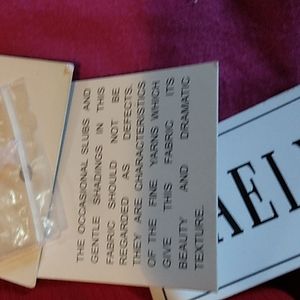 THE OCCASIONAL SLUBS AND
GENTLE SHADINGS IN THIS
FABRIC SHOULD NOT BE
REGARDED AS DEFECTS.
THEY ARE CHARACTERISTICS
OF THE FINE YARNS WHICH
GIVE THIS FABRIC ITS
BEAUTY AND DRAMATIC
TEXTURE.